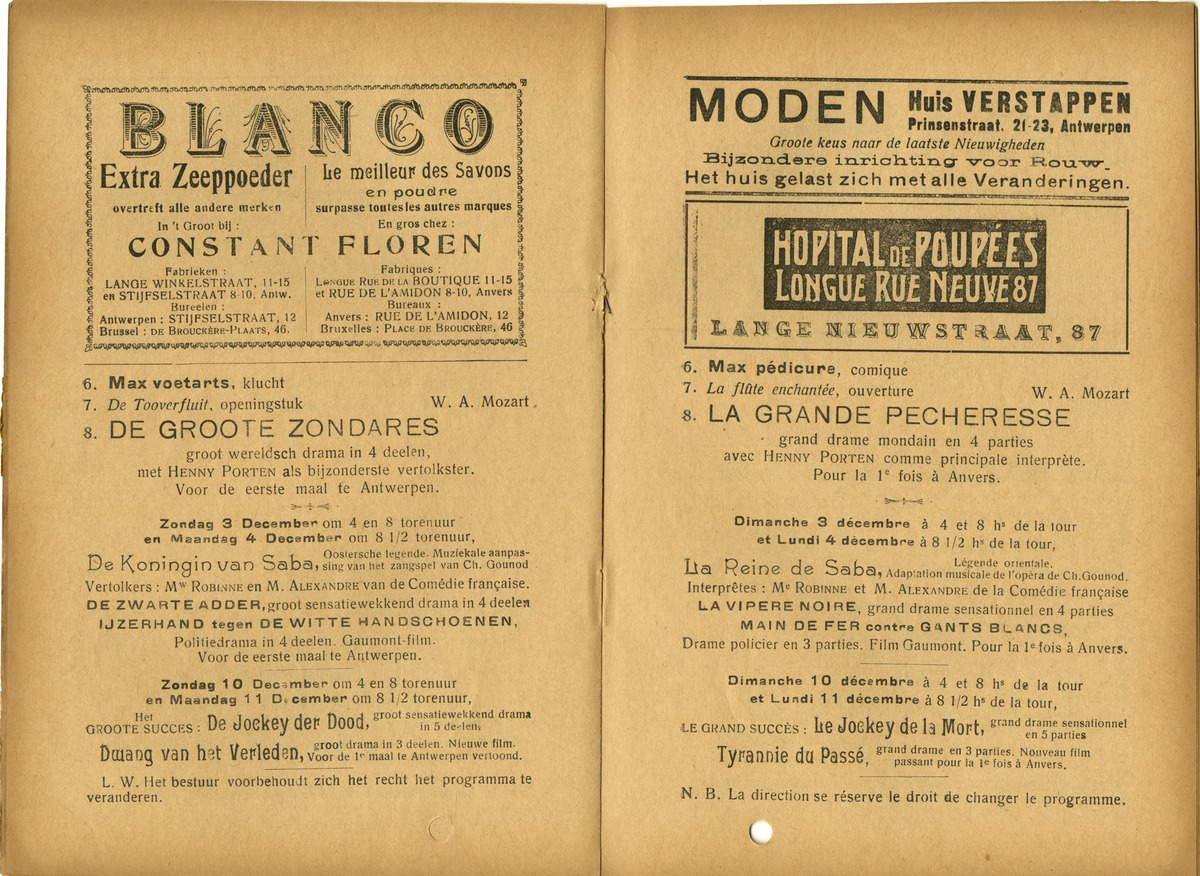 BLANCO
Extra Zeeppoeder
overtreft alle andere merken
In 't Groot bij :
Le meilleur des Savons
en poudre
surpasse toutes les autres marques
En gros chez :
CONSTANT FLOREN
Fabrieken :
LANGE WINKELSTRAAT, 11-15
en STIJFSELSTRAAT 8-10, Antw.
Bureelen :
Antwerpen : STIJFSELSTRAAT, 12
Brussel : DE BROUCKÈRE-PLAATS, 46.
Fabriques :
LONGUE RUE DE LA BOUTIQUE 11-15
et RUE DE L'AMIDON 8-10, Anvers
Bureaux :
Anvers : RUE DE L'AMIDON, 12
Bruxelles : PLACE DE BROUCKÈRE, 46
6. Max voetarts, klucht
7. De Tooverfluit, openingstuk W. A. Mozart.
8. DE GROOTE ZONDARES
groot wereldsch drama in 4 deelen,
met HENNY PORTEN als bijzonderste vertolkster.
Voor de eerste maal te Antwerpen.
Zondag 3 December om 4 en 8 torenuur
en Maandag 4 December om 8 1/2 torenuur,
De Koningin van Saba, Oostersche legende. Muziekale aanpas-
sing van het zangspel van Ch. Gounod
Vertolkers : Mw ROBINNE en M. ALEXANDRE van de Comédie française.
DE ZWARTE ADDER, groot sensatiewekkend drama in 4 deelen
IJZERHAND tegen DE WITTE HANDSCHOENEN,
Politiedrama in 4 deelen. Gaumont-film.
Voor de eerste maal te Antwerpen.
Zondag 10 December om 4 en 8 torenuur
en Maandag 11 December om 8 1/2 torenuur,
Het
GROOTE SUCCES : De Jockey der Dood, groot sensatiewekkend drama
in 5 deelen,
Dwang van het Verleden, groot drama in 3 deelen. Nieuwe film.
Voor de 1e maal te Antwerpen vertoond.
L. W. Het bestuur voorbehoudt zich het recht het programma te
veranderen.
MODEN Huis VERSTAPPEN
Prinsenstraat, 21-23, Antwerpen
Groote keus naar de laatste Nieuwigheden
Bijzondere inrichting voor Rouw.
Het huis gelast zich met alle Veranderingen.
HOPITAL DE POUPÉES
LONGUE RUE NEUVE 87
LANGE NIEUWSTRAAT, 87
6. Max pédicure, comique
7. La flûte enchantée, ouverture W. A. Mozart
8. LA GRANDE PECHERESSE
grand drame mondain en 4 parties
avec HENNY PORTEN comme principale interprète.
Pour la 1e fois à Anvers.
Dimanche 3 décembre à 4 et 8 hs de la tour
et Lundi 4 décembre à 8 1/2 hs de la tour,
La Reine de Saba, Légende orientale.
Adaptation musicale de l'opéra de Ch. Gounod.
Interprêtes : Me ROBINNE et M. ALEXANDRE de la Comédie française
LA VIPERE NOIRE, grand drame sensationnel en 4 parties
MAIN DE FER contre GANTS BLANCS,
Drame policier en 3 parties. Film Gaumont. Pour la 1e fois à Anvers.
Dimanche 10 décembre à 4 et 8 hs de la tour
et Lundi 11 décembre à 8 1/2 hs de la tour,
LE GRAND SUCCÈS : Le Jockey de la Mort, grand drame sensationnel
en 5 parties
Tyrannie du Passé, grand drame en 3 parties. Nouveau film
passant pour la 1e fois à Anvers.
N. B. La direction se réserve le droit de changer le programme.